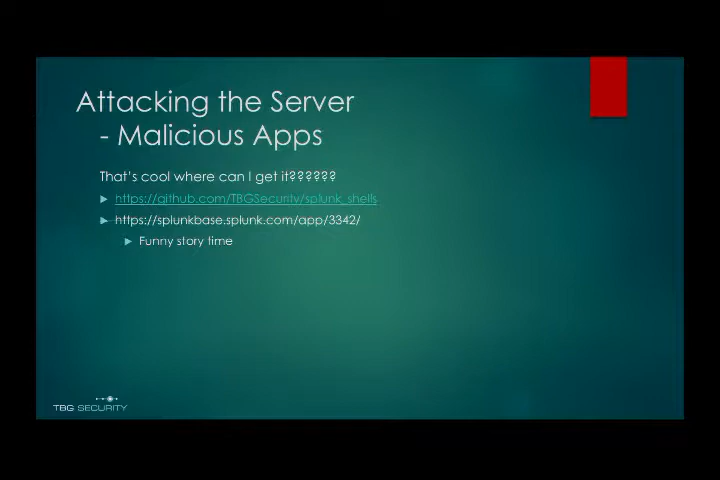 Attacking the Server
- Malicious Apps
That's cool where can I get it??????
https://github.com/TBGSecurity/splunk_shells
https://splunkbase.splunk.com/app/3342/
Funny story time
TBG SECURITY